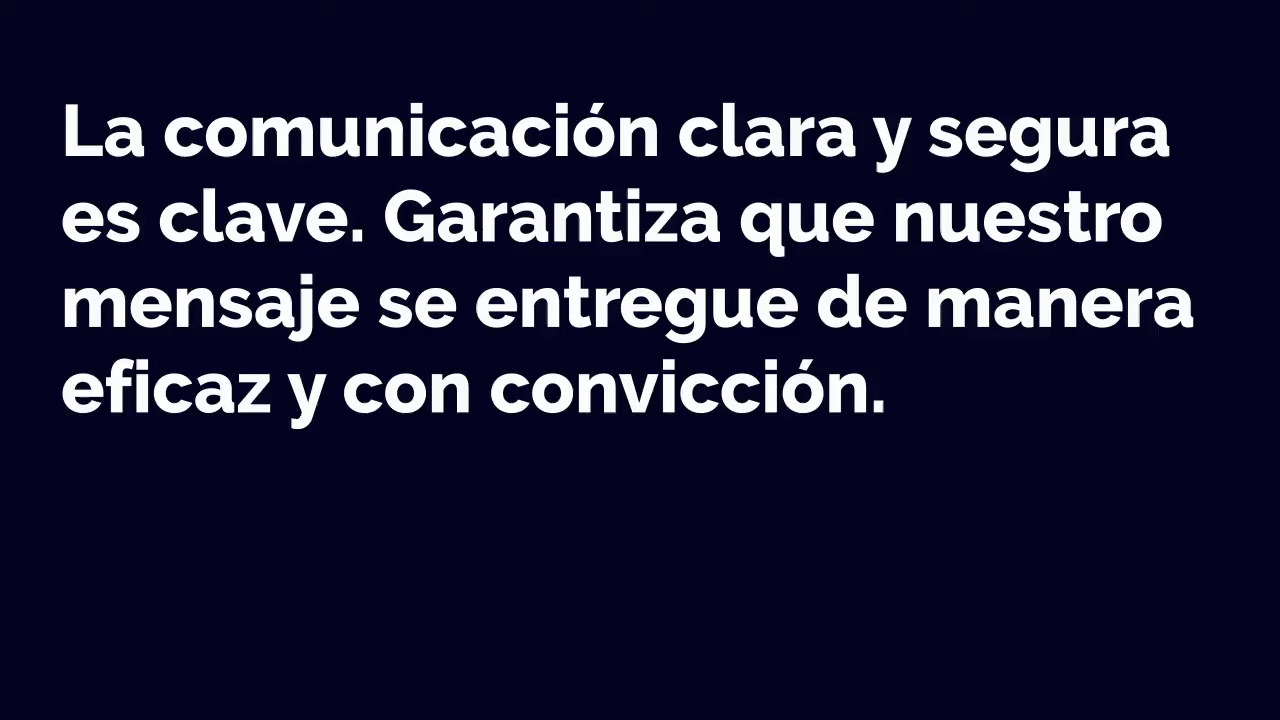 La comunicación clara y segura
es clave. Garantiza que nuestro
mensaje se entregue de manera
eficaz y con convicción.